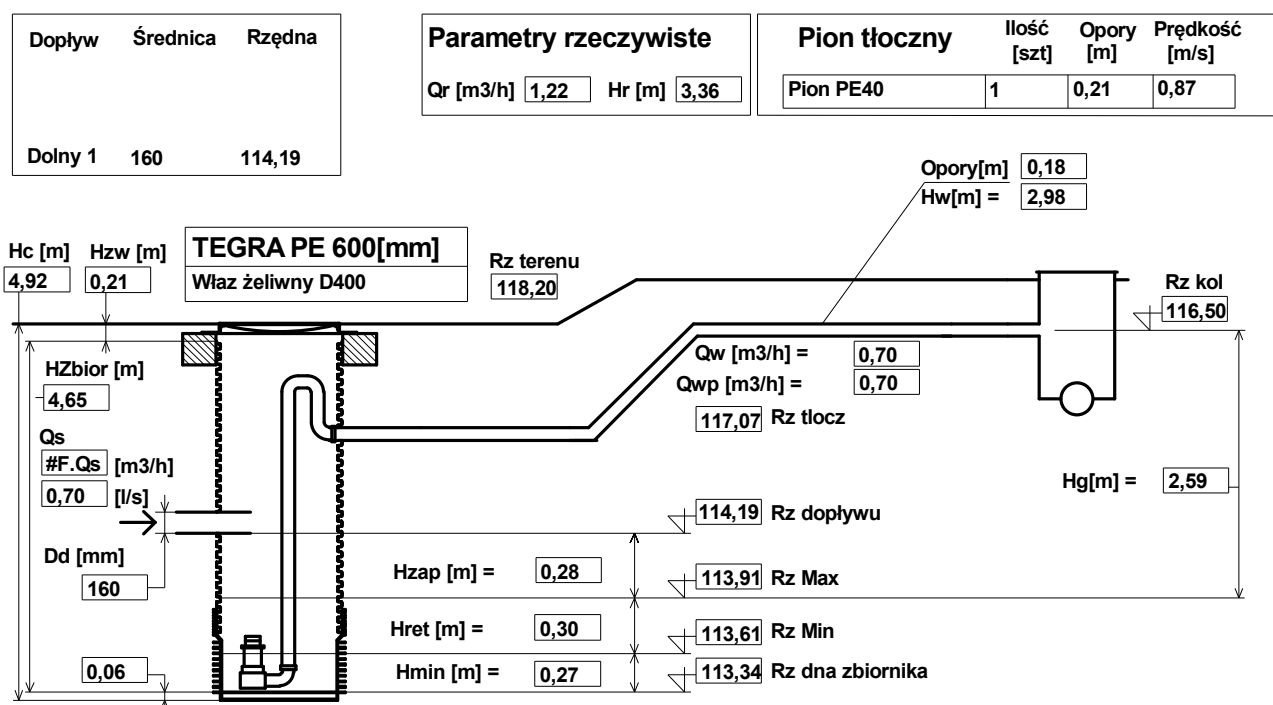 Dopływ Średnica Rzędna
Dolny 1 160 114,19
Parametry rzeczywiste
Qr [m3/h] 1,22 Hr [m] 3,36
Pion tłoczny Ilość [szt] Opory [m] Prędkość [m/s]
Pion PE40 1 0,21 0,87
Opory[m] 0,18
Hw[m] = 2,98
Hc [m] Hzw [m]
4,92 0,21
TEGRA PE 600[mm]
Właz żeliwny D400
Rz terenu
118,20
Rz kol
116,50
HZbior [m]
4,65
Qw [m3/h] = 0,70
Qwp [m3/h] = 0,70
117,07 Rz tlocz
Qs
#F.Qs [m3/h]
0,70 [l/s]
Hg[m] = 2,59
114,19 Rz dopływu
Dd [mm]
160
Hzap [m] = 0,28
113,91 Rz Max
Hret [m] = 0,30
113,61 Rz Min
0,06
Hmin [m] = 0,27
113,34 Rz dna zbiornika